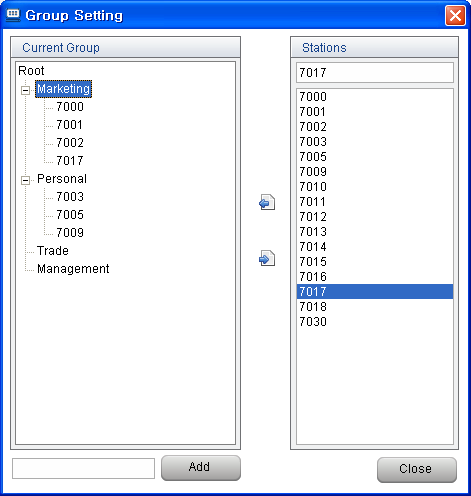 Group Setting
Current Group
Root
Marketing
7000
7001
7002
7017
Personal
7003
7005
7009
Trade
Management
Add
Stations
7017
7000
7001
7002
7003
7005
7009
7010
7011
7012
7013
7014
7015
7016
7017
7018
7030
Close